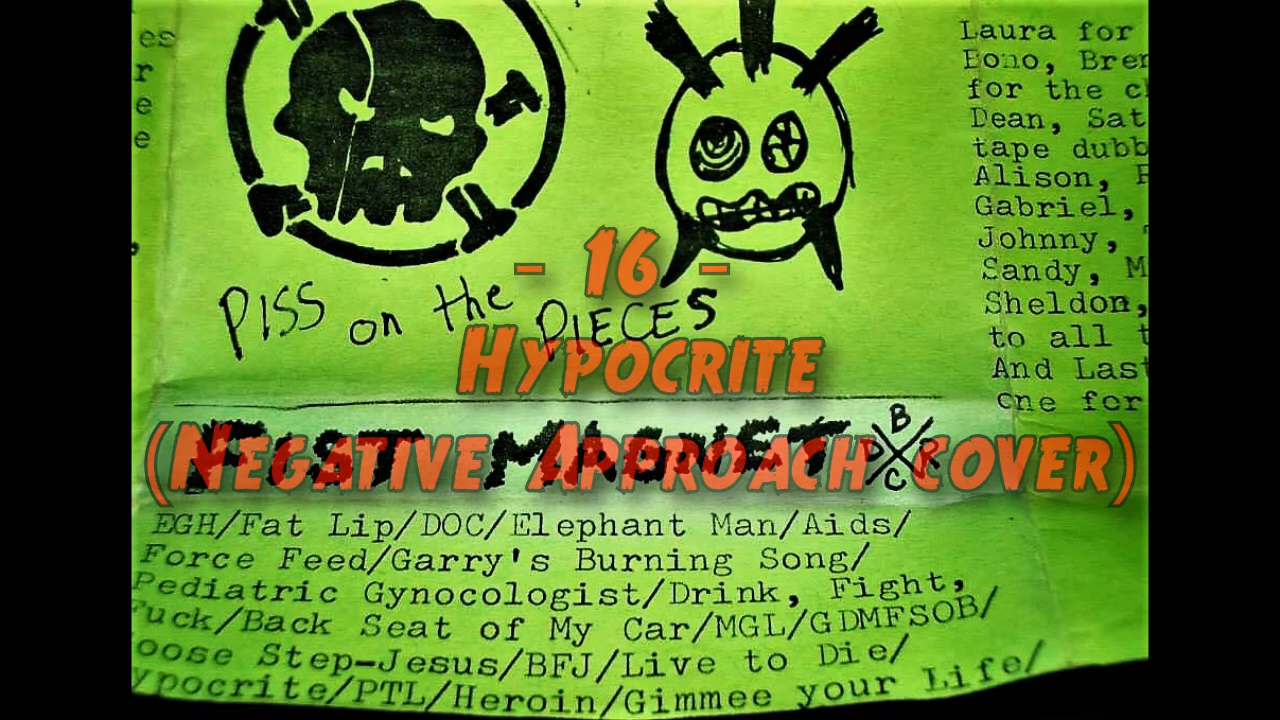 es
r
e
e
Laura for
Bono, Bren
for the c
Dean, Sat
tape dubb
Alison,
Gabriel,
Johnny,
Sandy, M
Sheldon,
to all t
And Last
One for
PISS on the PIECES
- 16 -
HYPOCRITE
(NEGATIVE APPROACH COVER)
FIST MAGNET
B
D R
C
EGH/Fat Lip/DOC/Elephant Man/Aids/
Force Feed/Garry's Burning Song/
Pediatric Gynocologist/Drink, Fight,
Fuck/Back Seat of My Car/MGL/GDMFSOB/
oose Step-Jesus/BFJ/Live to Die/
ypocrite/PTL/Heroin/Gimmee your Life/